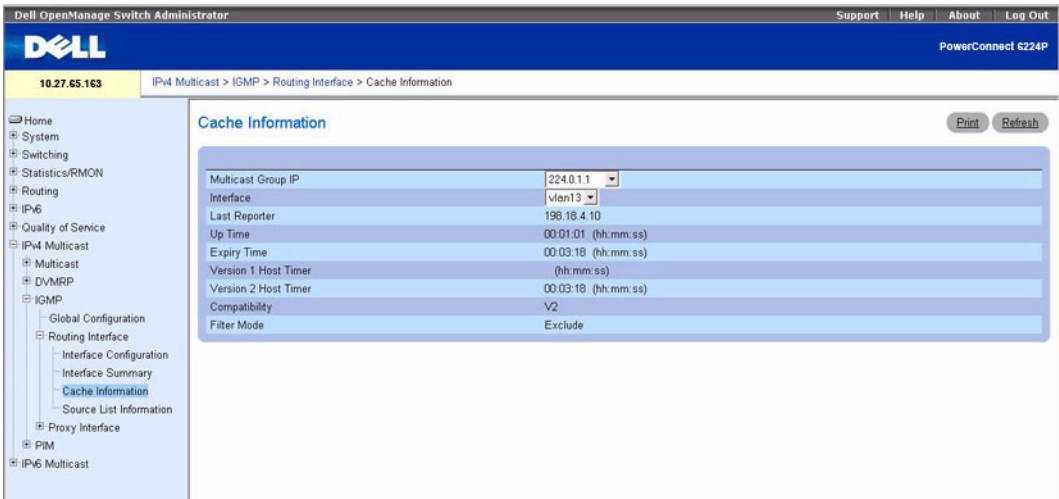 Dell OpenManage Switch Administrator Support Help About Log Out
DELL PowerConnect 6224P
10.27.65.163 IPv4 Multicast > IGMP > Routing Interface > Cache Information
Home
System
Switching
Statistics/RMON
Routing
IPv6
Quality of Service
IPv4 Multicast
Multicast
DVMRP
IGMP
Global Configuration
Routing Interface
Interface Configuration
Interface Summary
Cache Information
Source List Information
Proxy Interface
PIM
IPv6 Multicast
Cache Information Print Refresh
Multicast Group IP 224.0.1.1
Interface vlan13
Last Reporter 198.18.4.10
Up Time 00:01:01 (hh:mm:ss)
Expiry Time 00:03:18 (hh:mm:ss)
Version 1 Host Timer (hh:mm:ss)
Version 2 Host Timer 00:03:18 (hh:mm:ss)
Compatibility V2
Filter Mode Exclude